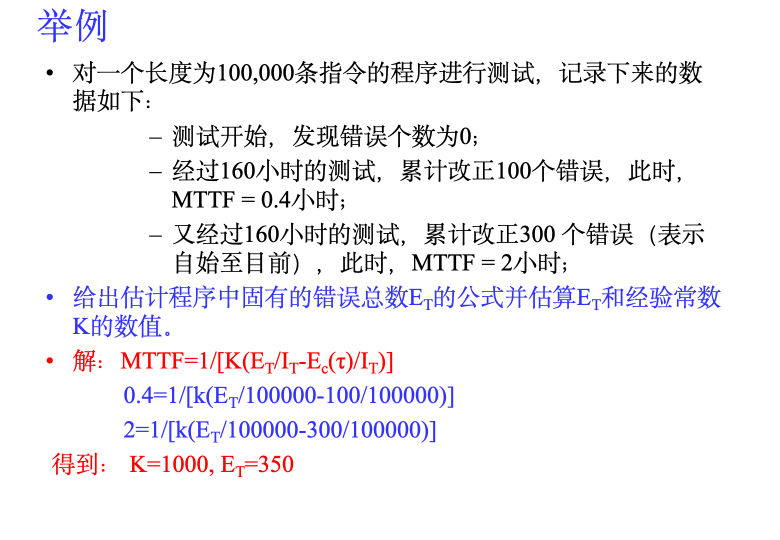 举例
• 对一个长度为100,000条指令的程序进行测试，记录下来的数
据如下：
– 测试开始，发现错误个数为0；
– 经过160小时的测试，累计改正100个错误，此时，
MTTF = 0.4小时；
– 又经过160小时的测试，累计改正300 个错误（表示
自始至目前），此时，MTTF = 2小时；
• 给出估计程序中固有的错误总数E_T的公式并估算E_T和经验常数
K的数值。
• 解：MTTF=1/[K(E_T/I_T-E_c(τ)/I_T)]
0.4=1/[k(E_T/100000-100/100000)]
2=1/[k(E_T/100000-300/100000)]
得到： K=1000, E_T=350